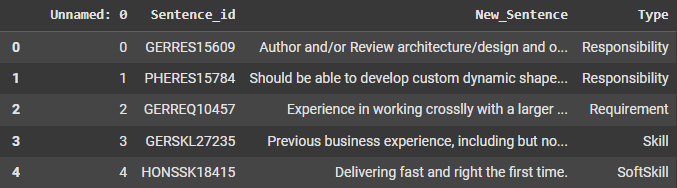 Unnamed: 0 Sentence_id New_Sentence Type
0 0 GERRES15609 Author and/or Review architecture/design and o... Responsibility
1 1 PHERES15784 Should be able to develop custom dynamic shape... Responsibility
2 2 GERREQ10457 Experience in working crosslly with a larger ... Requirement
3 3 GERSKL27235 Previous business experience, including but no... Skill
4 4 HONSSK18415 Delivering fast and right the first time. SoftSkill